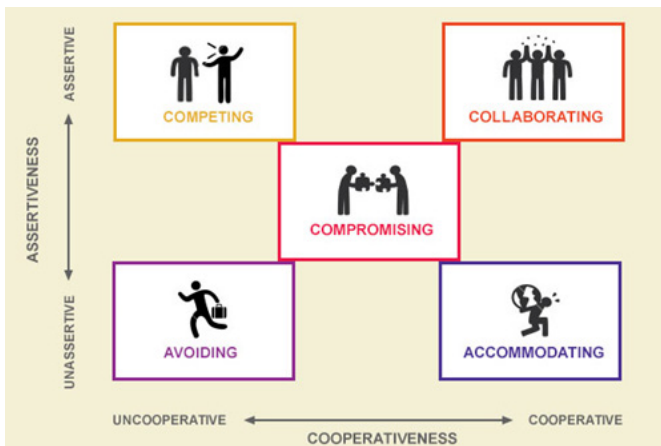 ASSERTIVE
ASSERTIVENESS
UNASSERTIVE
COMPETING
COLLABORATING
COMPROMISING
AVOIDING
ACCOMMODATING
UNCOOPERATIVE
COOPERATIVE
COOPERATIVENESS